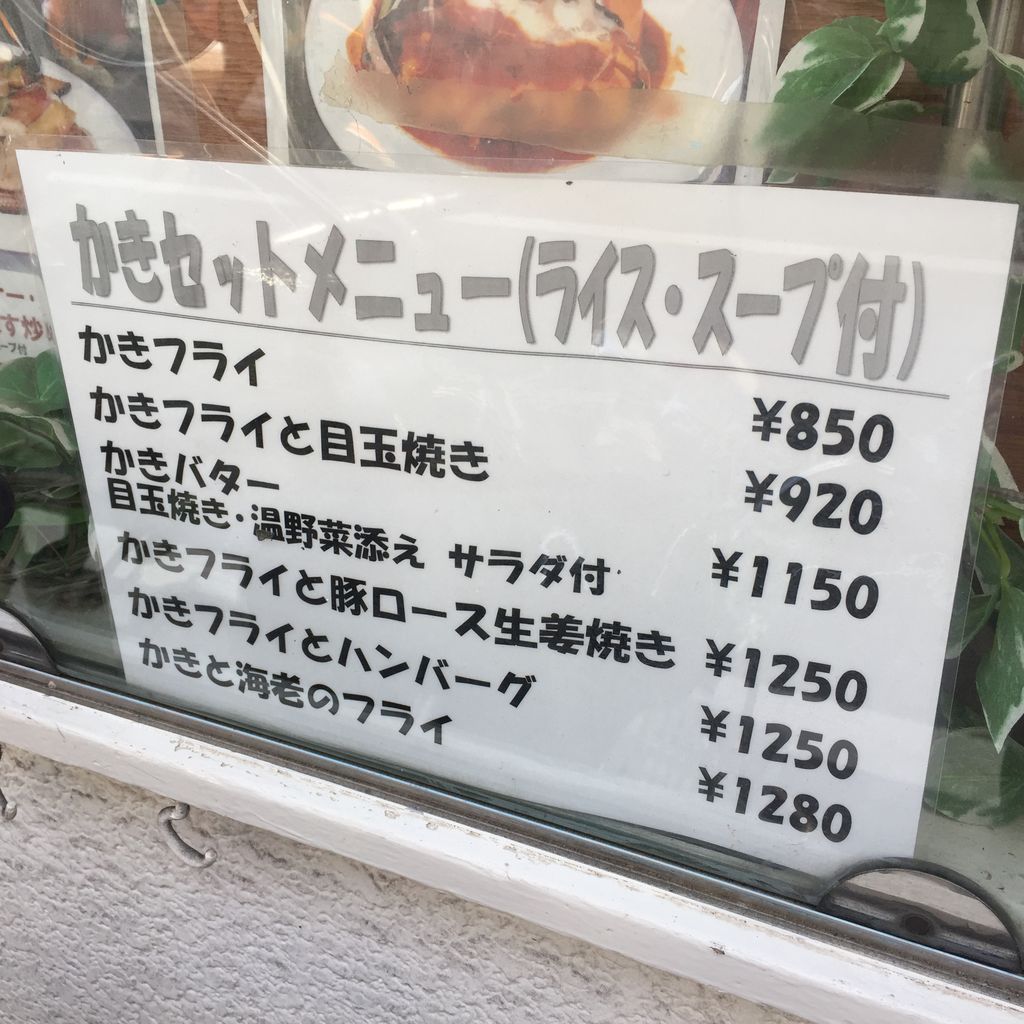 かきセットメニュー(ライス・スープ付)
かきフライ ¥850
かきフライと目玉焼き ¥920
かきバター
目玉焼き・温野菜添え サラダ付 ¥1150
かきフライと豚ロース生姜焼き ¥1250
かきフライとハンバーグ ¥1250
かきと海老のフライ ¥1280
す炒